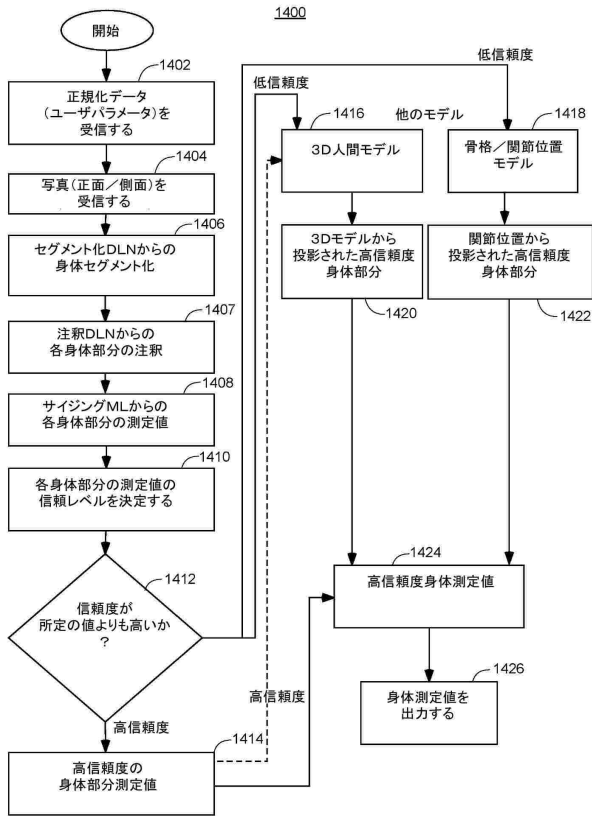 1400
開始
1402
正規化データ
（ユーザパラメータ）を
受信する
1404
写真（正面／側面）を
受信する
1406
セグメント化DLNからの
身体セグメント化
1407
注釈DLNからの
各身体部分の注釈
1408
サイジングMLからの
各身体部分の測定値
1410
各身体部分の測定値の
信頼レベルを決定する
1412
信頼度が
所定の値よりも高いか
？
高信頼度
1414
高信頼度の
身体部分測定値
低信頼度
1416
3D人間モデル
他のモデル
低信頼度
1418
骨格／関節位置
モデル
3Dモデルから
投影された高信頼度
身体部分
1420
関節位置から
投影された高信頼度
身体部分
1422
高信頼度
1424
高信頼度身体測定値
1426
身体測定値を
出力する